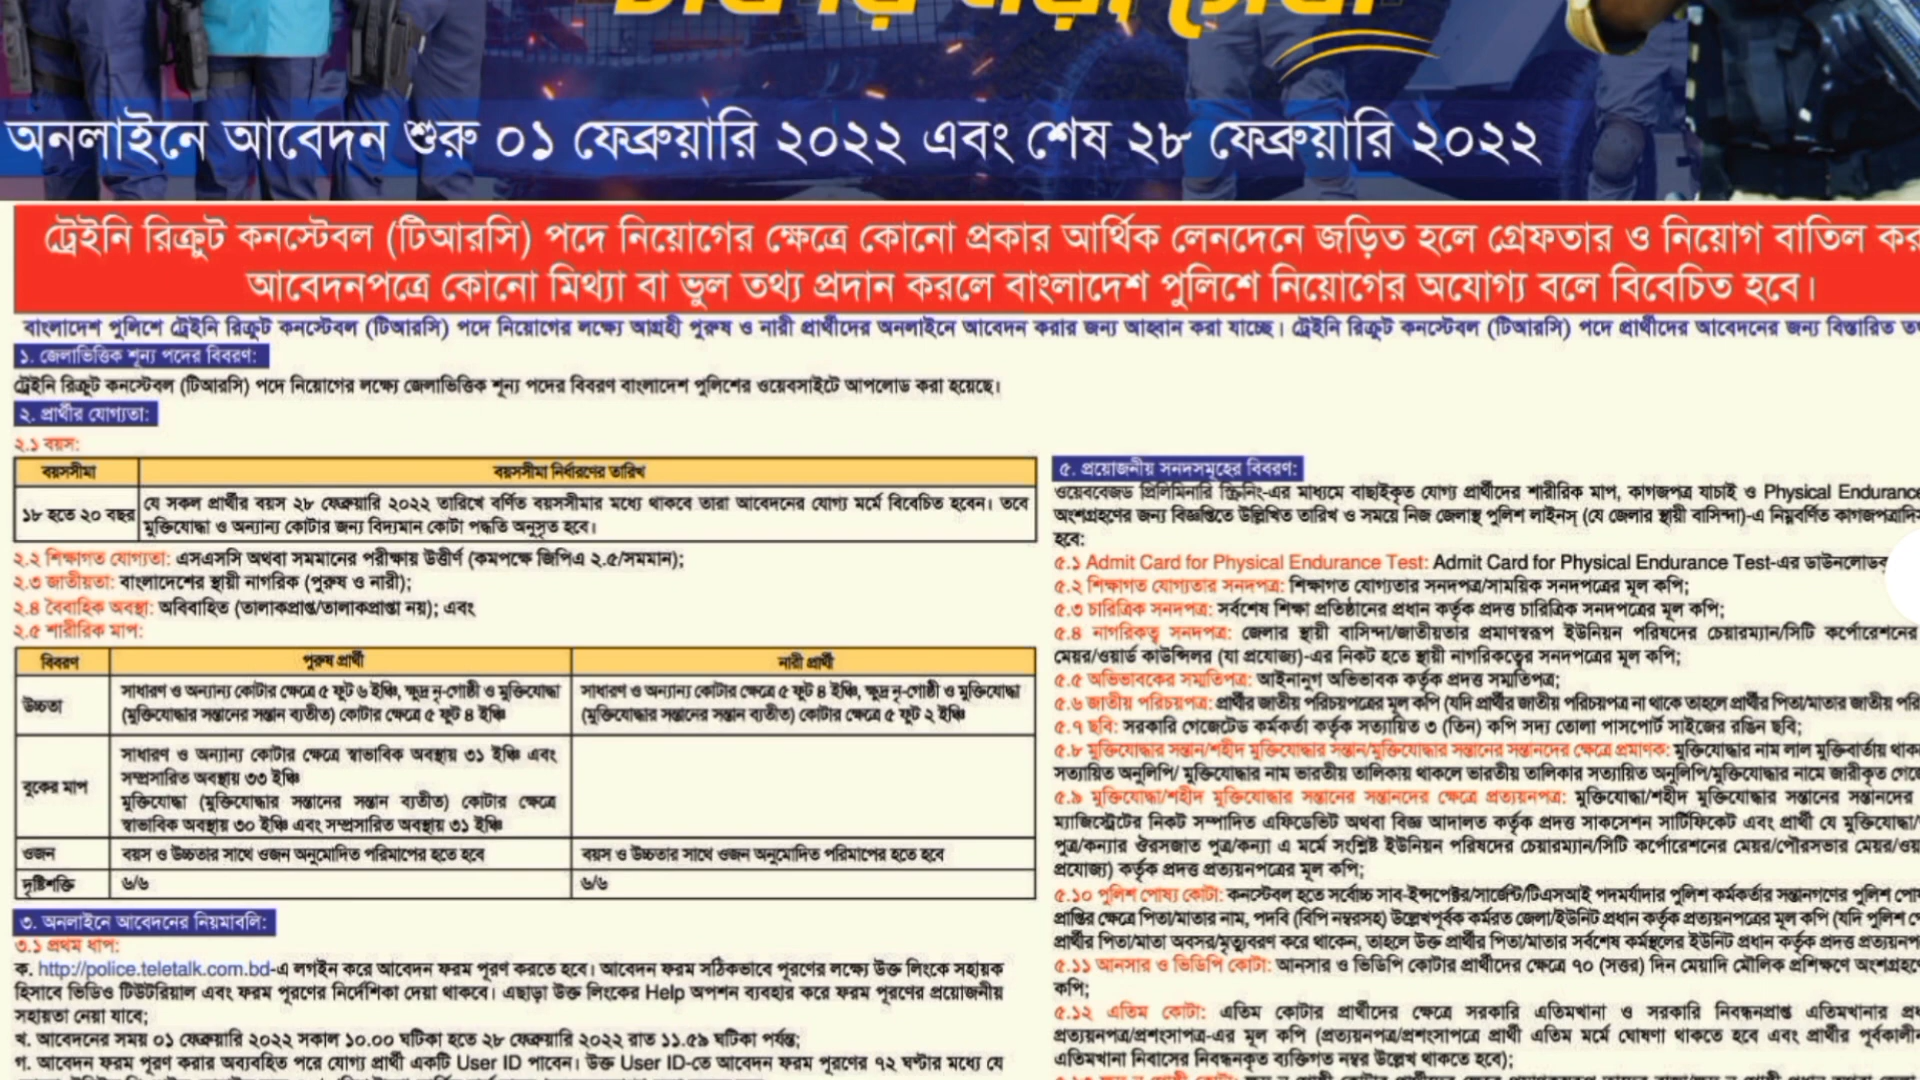 অনলাইনে আবেদন শুরু ০১ ফেব্রুয়ারি ২০২২ এবং শেষ ২৮ ফেব্রুয়ারি ২০২২
ট্রেইনি রিক্রুট কনস্টেবল (টিআরসি) পদে নিয়োগের ক্ষেত্রে কোনো প্রকার আর্থিক লেনদেনে জড়িত হলে গ্রেফতার ও নিয়োগ বাতিল কর
আবেদনপত্রে কোনো মিথ্যা বা ভুল তথ্য প্রদান করলে বাংলাদেশ পুলিশে নিয়োগের অযোগ্য বলে বিবেচিত হবে।
বাংলাদেশ পুলিশে ট্রেইনি রিক্রুট কনস্টেবল (টিআরসি) পদে নিয়োগের লক্ষ্যে আগ্রহী পুরুষ ও নারী প্রার্থীদের অনলাইনে আবেদন করার জন্য আহ্বান করা যাচ্ছে। ট্রেইনি রিক্রুট কনস্টেবল (টিআরসি) পদে প্রার্থীদের আবেদনের জন্য বিস্তারিত
১. জেলাভিত্তিক শূন্য পদের বিবরণ:
ট্রেইনি রিক্রুট কনস্টেবল (টিআরসি) পদে নিয়োগের লক্ষ্যে জেলাভিত্তিক শূন্য পদের বিবরণ বাংলাদেশ পুলিশের ওয়েবসাইটে আপলোড করা হয়েছে।
২. প্রার্থীর যোগ্যতা:
২.১ বয়স:
বয়সসীমা বয়সসীমা নির্ধারণের তারিখ
১৮ হতে ২০ বছর যে সকল প্রার্থীর বয়স ২৮ ফেব্রুয়ারি ২০২২ তারিখে বর্ণিত বয়সসীমার মধ্যে থাকবে তারা আবেদনের যোগ্য মর্মে বিবেচিত হবেন। তবে
মুক্তিযোদ্ধা ও অন্যান্য কোটার জন্য বিদ্যমান কোটা পদ্ধতি অনুসৃত হবে।
২.২ শিক্ষাগত যোগ্যতা: এসএসসি অথবা সমমানের পরীক্ষায় উত্তীর্ণ (কমপক্ষে জিপিএ ২.৫/সমমান);
২.৩ জাতীয়তা: বাংলাদেশের স্থায়ী নাগরিক (পুরুষ ও নারী);
২.৪ বৈবাহিক অবস্থা: অবিবাহিত (তালাকপ্রাপ্ত/তালাকপ্রাপ্তা নয়); এবং
২.৫ শারীরিক মাপ:
বিবরণ পুরুষ প্রার্থী নারী প্রার্থী
উচ্চতা
সাধারণ ও অন্যান্য কোটার ক্ষেত্রে ৫ ফুট ৬ ইঞ্চি, ক্ষুদ্র নৃ-গোষ্ঠী ও মুক্তিযোদ্ধা
(মুক্তিযোদ্ধার সন্তানের সন্তান ব্যতীত) কোটার ক্ষেত্রে ৫ ফুট ৪ ইঞ্চি
সাধারণ ও অন্যান্য কোটার ক্ষেত্রে ৫ ফুট ৪ ইঞ্চি, ক্ষুদ্র নৃ-গোষ্ঠী ও মুক্তিযোদ্ধা
(মুক্তিযোদ্ধার সন্তানের সন্তান ব্যতীত) কোটার ক্ষেত্রে ৫ ফুট ২ ইঞ্চি
বুকের মাপ
সাধারণ ও অন্যান্য কোটার ক্ষেত্রে স্বাভাবিক অবস্থায় ৩১ ইঞ্চি এবং
সম্প্রসারিত অবস্থায় ৩৩ ইঞ্চি
মুক্তিযোদ্ধা (মুক্তিযোদ্ধার সন্তানের সন্তান ব্যতীত) কোটার ক্ষেত্রে
স্বাভাবিক অবস্থায় ৩০ ইঞ্চি এবং সম্প্রসারিত অবস্থায় ৩১ ইঞ্চি
ওজন বয়স ও উচ্চতার সাথে ওজন অনুমোদিত পরিমাপের হতে হবে বয়স ও উচ্চতার সাথে ওজন অনুমোদিত পরিমাপের হতে হবে
দৃষ্টিশক্তি ৬/৬ ৬/৬
৩. অনলাইনে আবেদনের নিয়মাবলি:
৩.১ প্রথম ধাপ:
ক. http://police.teletalk.com.bd-এ লগইন করে আবেদন ফরম পূরণ করতে হবে। আবেদন ফরম সঠিকভাবে পূরণের লক্ষ্যে উক্ত লিংকে সহায়ক
হিসাবে ভিডিও টিউটরিয়াল এবং ফরম পূরণের নির্দেশিকা দেয়া থাকবে। এছাড়া উক্ত লিংকের Help অপশন ব্যবহার করে ফরম পূরণের প্রয়োজনীয়
সহায়তা নেয়া যাবে;
খ. আবেদনের সময় ০১ ফেব্রুয়ারি ২০২২ সকাল ১০.০০ ঘটিকা হতে ২৮ ফেব্রুয়ারি ২০২২ রাত ১১.৫৯ ঘটিকা পর্যন্ত;
গ. আবেদন ফরম পূরণ করার অব্যবহিত পরে যোগ্য প্রার্থী একটি User ID পাবেন। উক্ত User ID-তে আবেদন ফরম পূরণের ৭২ ঘণ্টার মধ্যে যে
৫. প্রয়োজনীয় সনদসমূহের বিবরণ:
ওয়েববেজড প্রিলিমিনারি স্ক্রিনিং-এর মাধ্যমে বাছাইকৃত যোগ্য প্রার্থীদের শারীরিক মাপ, কাগজপত্র যাচাই ও Physical Endurance
অংশগ্রহণের জন্য বিজ্ঞপ্তিতে উল্লিখিত তারিখ ও সময়ে নিজ জেলাস্থ পুলিশ লাইনস্ (যে জেলার স্থায়ী বাসিন্দা)-এ নিম্নবর্ণিত কাগজপত্রাদি
হবে:
৫.১ Admit Card for Physical Endurance Test: Admit Card for Physical Endurance Test-এর ডাউনলোড
৫.২ শিক্ষাগত যোগ্যতার সনদপত্র: শিক্ষাগত যোগ্যতার সনদপত্র/সাময়িক সনদপত্রের মূল কপি;
৫.৩ চারিত্রিক সনদপত্র: সর্বশেষ শিক্ষা প্রতিষ্ঠানের প্রধান কর্তৃক প্রদত্ত চারিত্রিক সনদপত্রের মূল কপি;
৫.৪ নাগরিকত্ব সনদপত্র: জেলার স্থায়ী বাসিন্দা/জাতীয়তার প্রমাণস্বরূপ ইউনিয়ন পরিষদের চেয়ারম্যান/সিটি কর্পোরেশনের
মেয়র/ওয়ার্ড কাউন্সিলর (যা প্রযোজ্য)-এর নিকট হতে স্থায়ী নাগরিকত্বের সনদপত্রের মূল কপি;
৫.৫ অভিভাবকের সম্মতিপত্র: আইনানুগ অভিভাবক কর্তৃক প্রদত্ত সম্মতিপত্র;
৫.৬ জাতীয় পরিচয়পত্র: প্রার্থীর জাতীয় পরিচয়পত্রের মূল কপি (যদি প্রার্থীর জাতীয় পরিচয়পত্র না থাকে তাহলে প্রার্থীর পিতা/মাতার জাতীয় পরি
৫.৭ ছবি: সরকারি গেজেটেড কর্মকর্তা কর্তৃক সত্যায়িত ৩ (তিন) কপি সদ্য তোলা পাসপোর্ট সাইজের রঙিন ছবি;
৫.৮ মুক্তিযোদ্ধার সন্তান/শহীদ মুক্তিযোদ্ধার সন্তান/মুক্তিযোদ্ধার সন্তানের সন্তানদের ক্ষেত্রে প্রমাণক: মুক্তিযোদ্ধার নাম লাল মুক্তিবার্তায় থাক
সত্যায়িত অনুলিপি/ মুক্তিযোদ্ধার নাম ভারতীয় তালিকায় থাকলে ভারতীয় তালিকার সত্যায়িত অনুলিপি/মুক্তিযোদ্ধার নামে জারীকৃত গেজে
৫.৯ মুক্তিযোদ্ধা/শহীদ মুক্তিযোদ্ধার সন্তানের সন্তানদের ক্ষেত্রে প্রত্যয়নপত্র: মুক্তিযোদ্ধা/শহীদ মুক্তিযোদ্ধার সন্তানের সন্তানদের
ম্যাজিস্ট্রেটের নিকট সম্পাদিত এফিডেভিট অথবা বিজ্ঞ আদালত কর্তৃক প্রদত্ত সাকসেশন সার্টিফিকেট এবং প্রার্থী যে মুক্তিযোদ্ধা/
পুত্র/কন্যার ঔরসজাত পুত্র/কন্যা এ মর্মে সংশ্লিষ্ট ইউনিয়ন পরিষদের চেয়ারম্যান/সিটি কর্পোরেশনের মেয়র/পৌরসভার মেয়র/ওয়
প্রযোজ্য) কর্তৃক প্রদত্ত প্রত্যয়নপত্রের মূল কপি;
৫.১০ পুলিশ পোষ্য কোটা: কনস্টেবল হতে সর্বোচ্চ সাব-ইন্সপেক্টর/সার্জেন্ট/টিএসআই পদমর্যাদার পুলিশ কর্মকর্তার সন্তানগণের পুলিশ পোষ
প্রাপ্তির ক্ষেত্রে পিতা/মাতার নাম, পদবি (বিপি নম্বরসহ) উল্লেখপূর্বক কর্মরত জেলা/ইউনিট প্রধান কর্তৃক প্রত্যয়নপত্রের মূল কপি (যদি পুলিশ
প্রার্থীর পিতা/মাতা অবসর/মৃত্যুবরণ করে থাকেন, তাহলে উক্ত প্রার্থীর পিতা/মাতার সর্বশেষ কর্মস্থলের ইউনিট প্রধান কর্তৃক প্রদত্ত প্রত্যয়নপ
৫.১১ আনসার ও ভিডিপি কোটা: আনসার ও ভিডিপি কোটার প্রার্থীদের ক্ষেত্রে ৭০ (সত্তর) দিন মেয়াদি মৌলিক প্রশিক্ষণে অংশগ্রহণে
কপি;
৫.১২ এতিম কোটা: এতিম কোটার প্রার্থীদের ক্ষেত্রে সরকারি এতিমখানা ও সরকারি নিবন্ধনপ্রাপ্ত এতিমখানার
প্রত্যয়নপত্র/প্রশংসাপত্র-এর মূল কপি (প্রত্যয়নপত্র/প্রশংসাপত্রে প্রার্থী এতিম মর্মে ঘোষণা থাকতে হবে এবং প্রার্থীর পূর্বকালী
এতিমখানা নিবাসের নিবন্ধনকৃত ব্যক্তিগত নম্বর উল্লেখ থাকতে হবে);